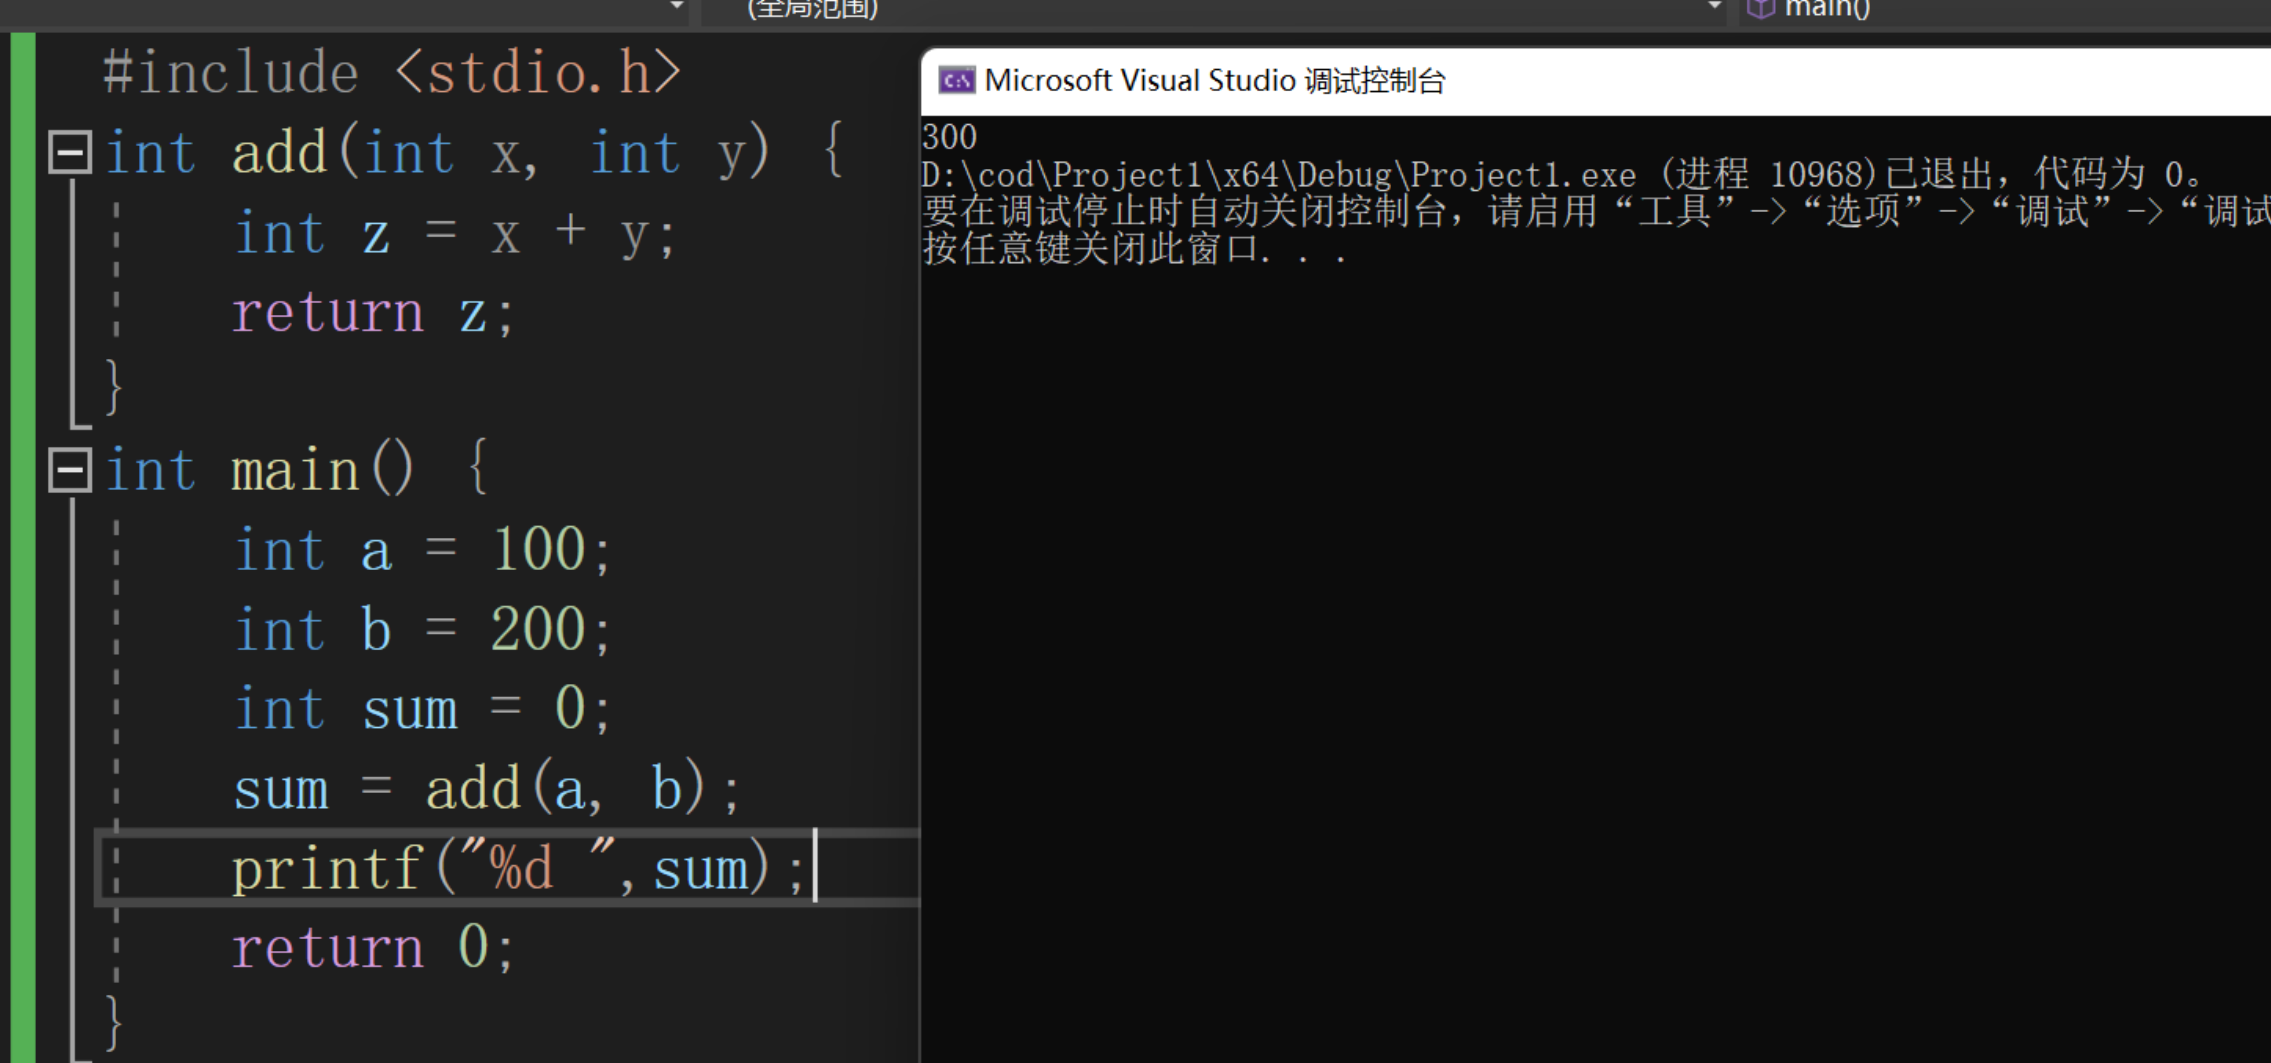 (全局范围)
main()
#include <stdio.h>
int add(int x, int y) {
int z = x + y;
return z;
}
int main() {
int a = 100;
int b = 200;
int sum = 0;
sum = add(a, b);
printf("%d ",sum);
return 0;
}
Microsoft Visual Studio 调试控制台
300
D:\cod\Project1\x64\Debug\Project1.exe (进程 10968)已退出，代码为 0。
要在调试停止时自动关闭控制台，请启用“工具”->“选项”->“调试”->“调试
按任意键关闭此窗口. . .